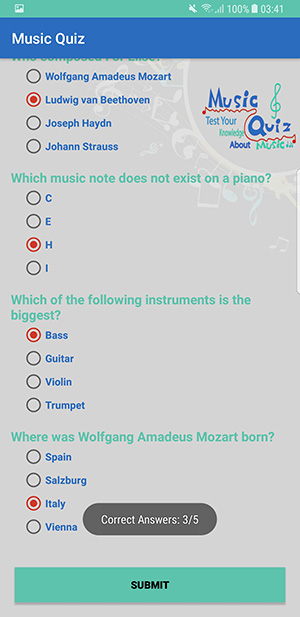 100% 03:41
Music Quiz
Who composed Für Elise?
Wolfgang Amadeus Mozart
Ludwig van Beethoven
Joseph Haydn
Johann Strauss
Music
Test Your
Knowledge
Quiz
About Music
Which music note does not exist on a piano?
C
E
H
I
Which of the following instruments is the
biggest?
Bass
Guitar
Violin
Trumpet
Where was Wolfgang Amadeus Mozart born?
Spain
Salzburg
Italy
Vienna
Correct Answers: 3/5
SUBMIT